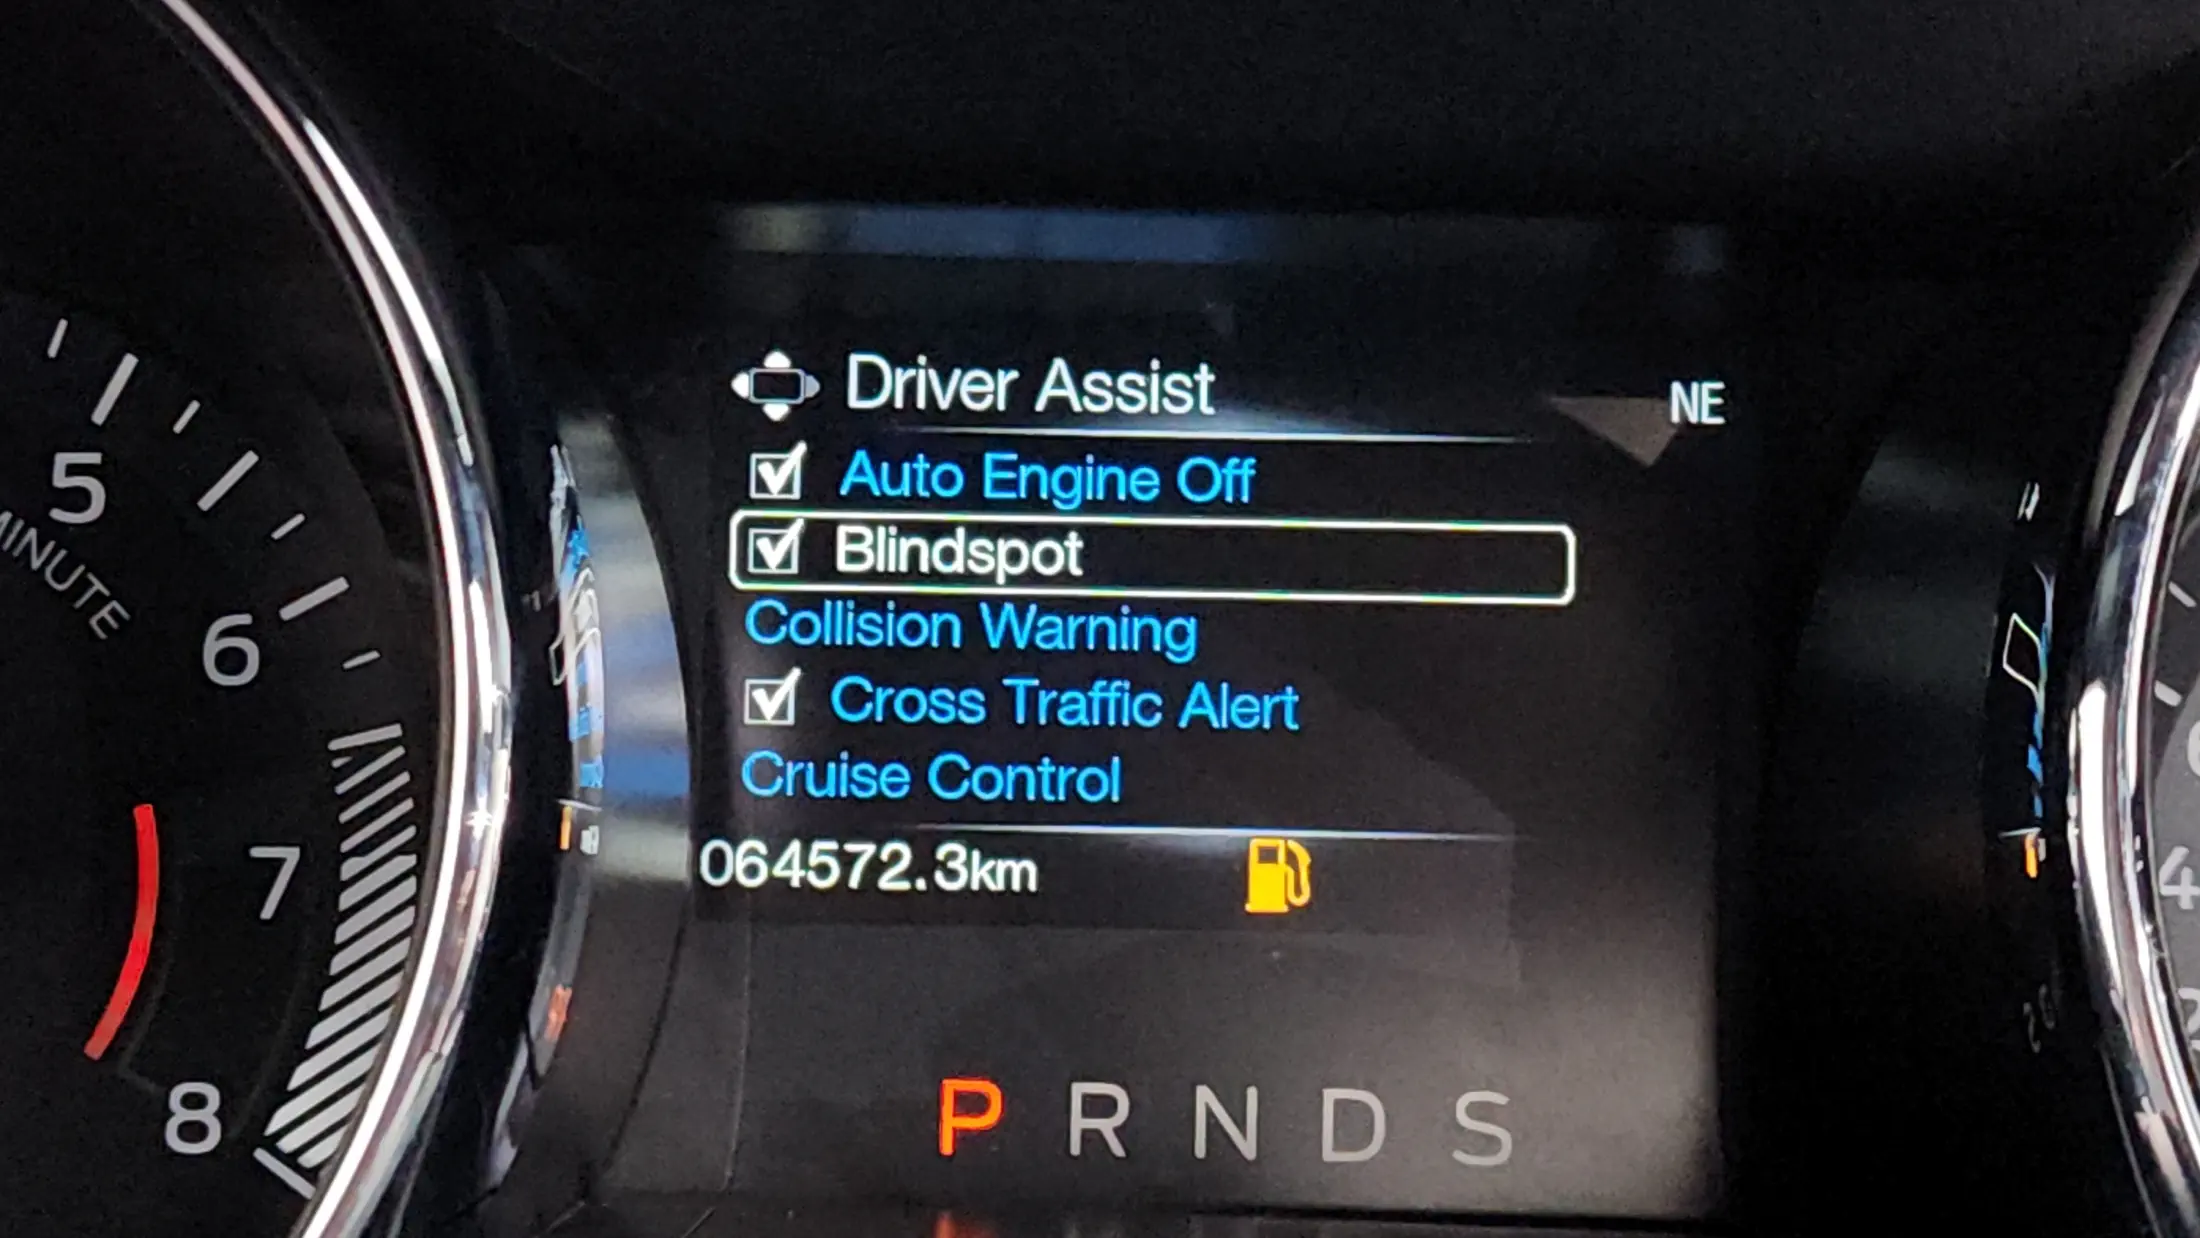 Driver Assist
NE
Auto Engine Off
Blindspot
Collision Warning
Cross Traffic Alert
Cruise Control
064572.3km
P R N D S
5
MINUTE
6
7
8
4